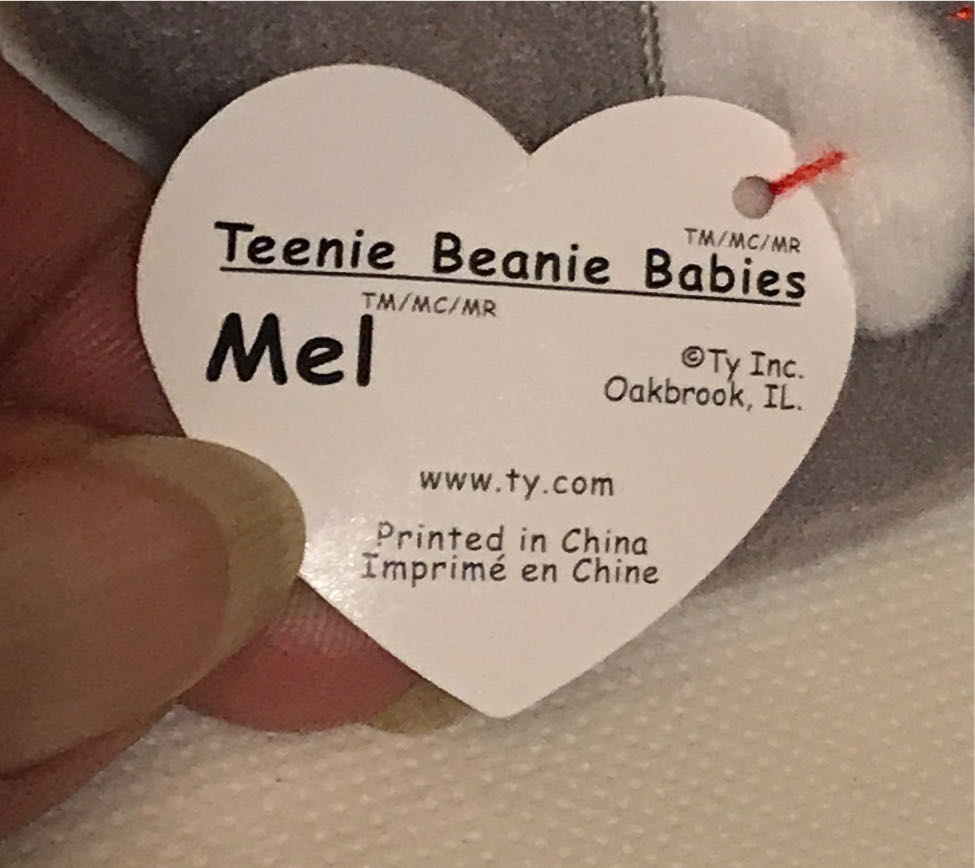 Teenie Beanie Babies TM/MC/MR
Mel TM/MC/MR
©Ty Inc.
Oakbrook, IL.
www.ty.com
Printed in China
Imprimé en Chine